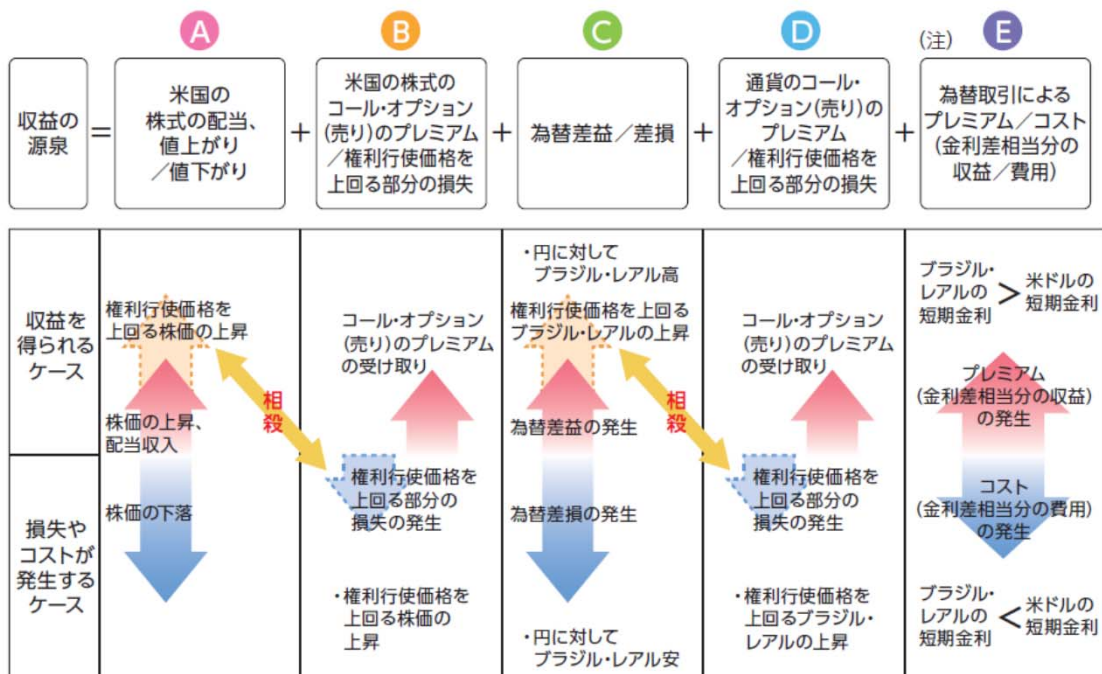 A
B
C
D
(注)
E
収益の
源泉
=
米国の
株式の配当、
値上がり
／値下がり
+
米国の株式の
コール・オプション
(売り)のプレミアム
／権利行使価格を
上回る部分の損失
+
為替差益／差損
+
通貨のコール・
オプション(売り)の
プレミアム
／権利行使価格を
上回る部分の損失
+
為替取引による
プレミアム／コスト
(金利差相当分の
収益／費用)
収益を
得られる
ケース
権利行使価格を
上回る株価の上昇
株価の上昇、
配当収入
相殺
コール・オプション
(売り)のプレミアム
の受け取り
・円に対して
ブラジル・レアル高
権利行使価格を上回る
ブラジル・レアルの上昇
為替差益の発生
相殺
コール・オプション
(売り)のプレミアム
の受け取り
ブラジル・
レアルの
短期金利
>
米ドルの
短期金利
プレミアム
(金利差相当分の収益)
の発生
損失や
コストが
発生する
ケース
株価の下落
権利行使価格を
上回る部分の
損失の発生
・権利行使価格を
上回る株価の
上昇
為替差損の発生
・円に対して
ブラジル・レアル安
権利行使価格を
上回る部分の
損失の発生
・権利行使価格を
上回るブラジル・
レアルの上昇
コスト
(金利差相当分の費用)
の発生
ブラジル・
レアルの
短期金利
<
米ドルの
短期金利